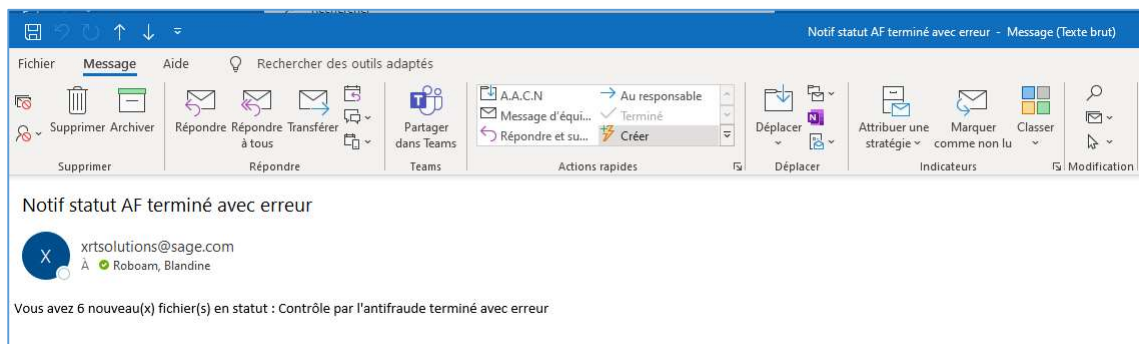 Notif statut AF terminé avec erreur - Message (Texte brut)
Fichier Message Aide Rechercher des outils adaptés
Supprimer Archiver
Répondre Répondre à tous Transférer
Partager dans Teams
A.A.C.N Au responsable
Message d'équi... Terminé
Répondre et su... Créer
Déplacer
Attribuer une stratégie Marquer comme non lu Classer
Supprimer Répondre Teams Actions rapides Déplacer Indicateurs Modification
Notif statut AF terminé avec erreur
X
xrtsolutions@sage.com
À Roboam, Blandine
Vous avez 6 nouveau(x) fichier(s) en statut : Contrôle par l'antifraude terminé avec erreur